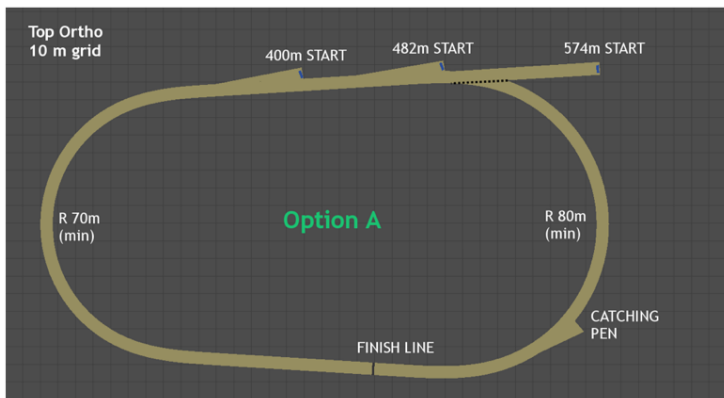 Top Ortho
10 m grid
400m START
482m START
574m START
R 70m
(min)
Option A
R 80m
(min)
CATCHING
PEN
FINISH LINE